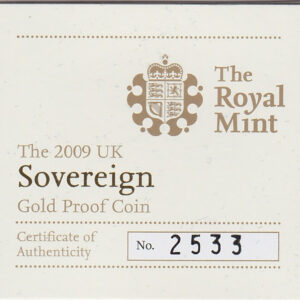 The
Royal
Mint
The 2009 UK
Sovereign
Gold Proof Coin
Certificate of
Authenticity
No. 2533